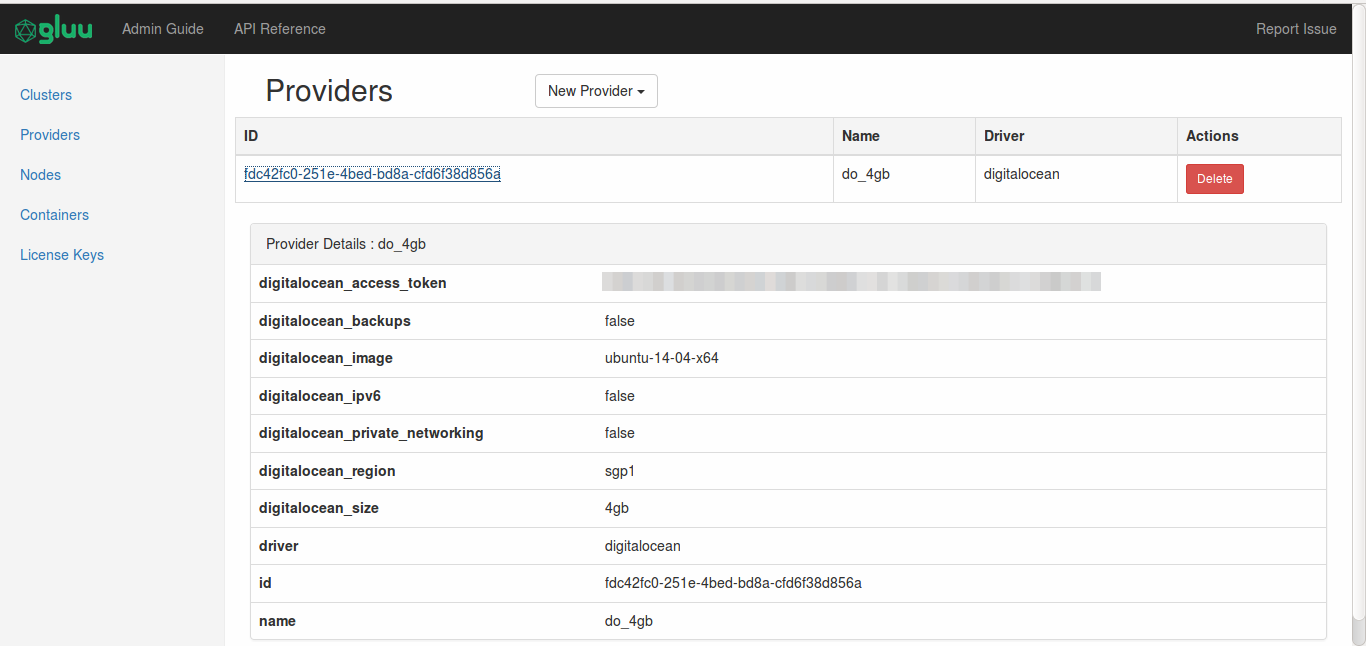 gluu Admin Guide API Reference Report Issue
Clusters
Providers
Nodes
Containers
License Keys
Providers New Provider
ID Name Driver Actions
fdc42fc0-251e-4bed-bd8a-cfd6f38d856a do_4gb digitalocean Delete
Provider Details : do_4gb
digitalocean_access_token
digitalocean_backups false
digitalocean_image ubuntu-14-04-x64
digitalocean_ipv6 false
digitalocean_private_networking false
digitalocean_region sgp1
digitalocean_size 4gb
driver digitalocean
id fdc42fc0-251e-4bed-bd8a-cfd6f38d856a
name do_4gb